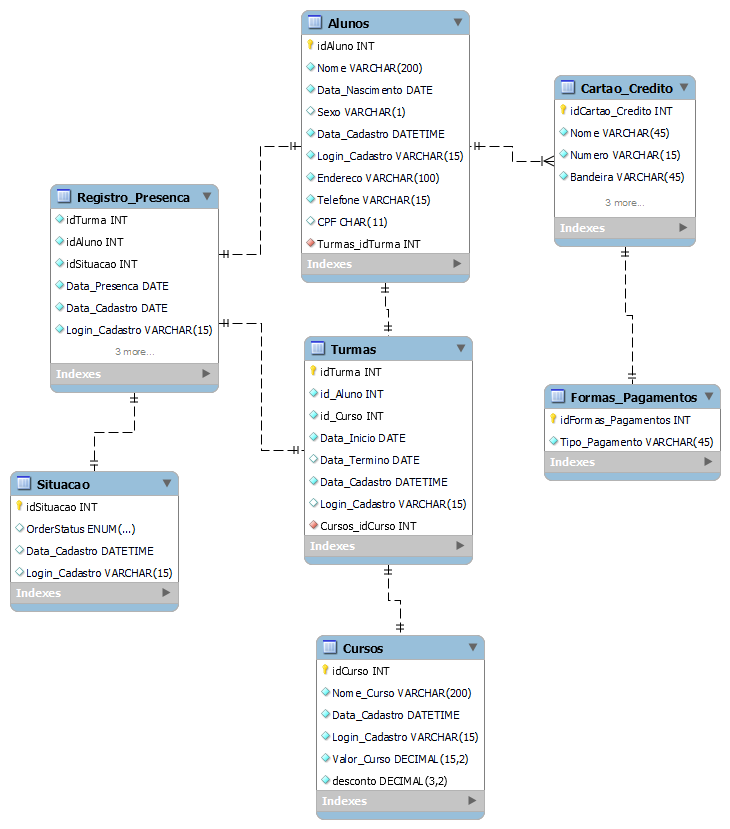 Alunos
idAluno INT
Nome VARCHAR(200)
Data_Nascimento DATE
Sexo VARCHAR(1)
Data_Cadastro DATETIME
Login_Cadastro VARCHAR(15)
Endereco VARCHAR(100)
Telefone VARCHAR(15)
CPF CHAR(11)
Turmas_idTurma INT
Indexes
Cartao_Credito
idCartao_Credito INT
Nome VARCHAR(45)
Numero VARCHAR(15)
Bandeira VARCHAR(45)
3 more...
Indexes
Registro_Presenca
idTurma INT
idAluno INT
idSituacao INT
Data_Presenca DATE
Data_Cadastro DATE
Login_Cadastro VARCHAR(15)
3 more...
Indexes
Turmas
idTurma INT
id_Aluno INT
id_Curso INT
Data_Inicio DATE
Data_Termino DATE
Data_Cadastro DATETIME
Login_Cadastro VARCHAR(15)
Cursos_idCurso INT
Indexes
Formas_Pagamentos
idFormas_Pagamentos INT
Tipo_Pagamento VARCHAR(45)
Indexes
Situacao
idSituacao INT
OrderStatus ENUM(...)
Data_Cadastro DATETIME
Login_Cadastro VARCHAR(15)
Indexes
Cursos
idCurso INT
Nome_Curso VARCHAR(200)
Data_Cadastro DATETIME
Login_Cadastro VARCHAR(15)
Valor_Curso DECIMAL(15,2)
desconto DECIMAL(3,2)
Indexes